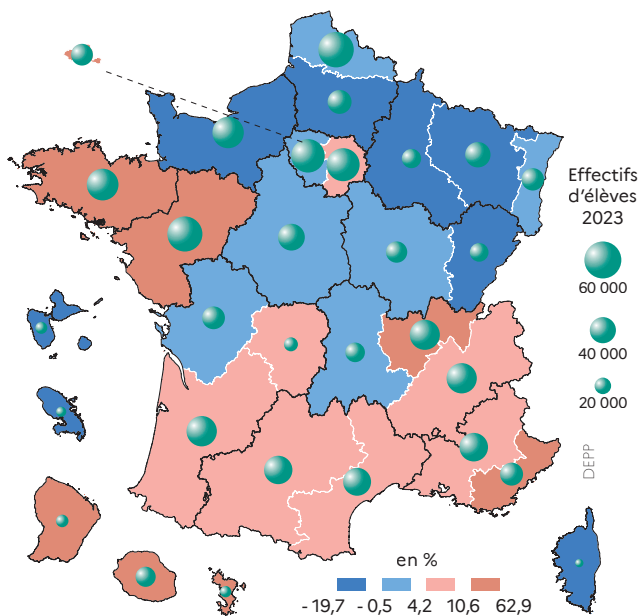 Effectifs
d'élèves
2023
60 000
40 000
20 000
DEPP
en %
- 19,7 - 0,5 4,2 10,6 62,9